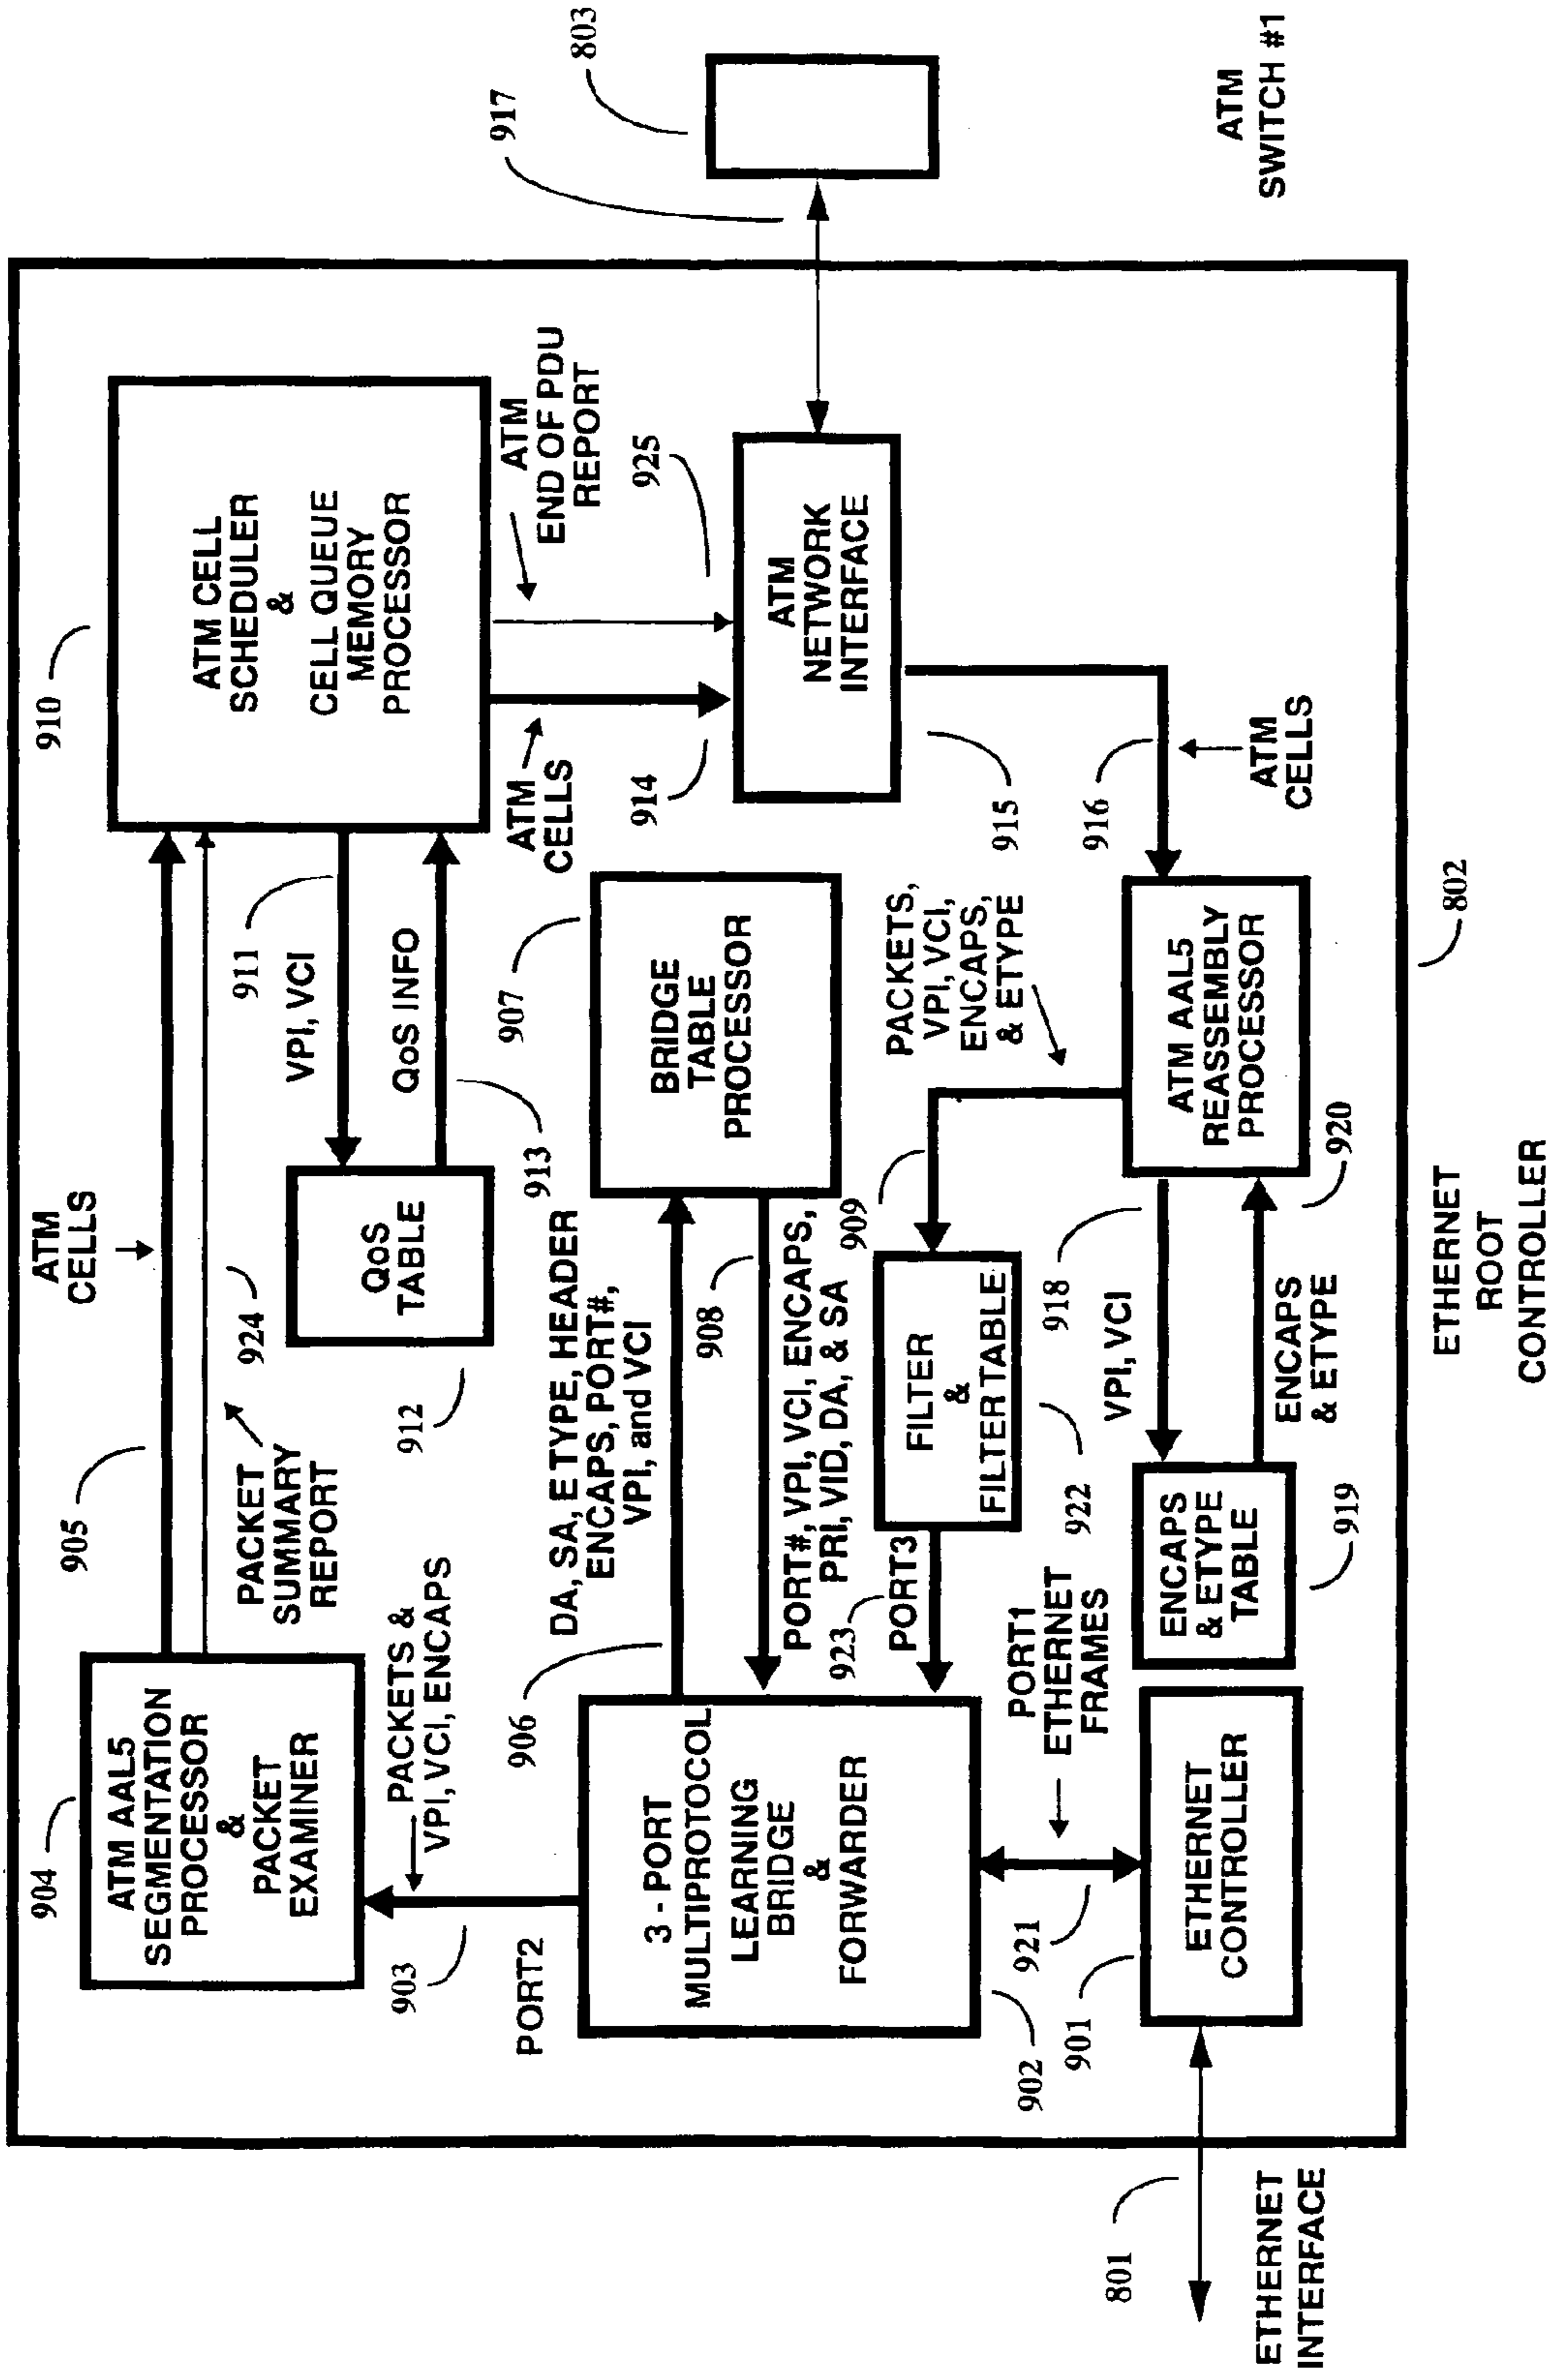 910
ATM CELL
SCHEDULER
&
CELL QUEUE
MEMORY
PROCESSOR
ATM
CELLS
905
924
PACKET
SUMMARY
REPORT
904
ATM AAL5
SEGMENTATION
PROCESSOR
&
PACKET
EXAMINER
911
VPI, VCI
QoS INFO
913
QoS
TABLE
912
ATM
END OF PDU
REPORT
925
ATM
CELLS
914
917
803
ATM
SWITCH #1
ATM
NETWORK
INTERFACE
915
916
ATM
CELLS
907
BRIDGE
TABLE
PROCESSOR
DA, SA, ETYPE, HEADER
ENCAPS, PORT#,
VPI, and VCI
906
908
PORT#, VPI, VCI, ENCAPS,
PRI, VID, DA, & SA
PACKETS &
VPI, VCI, ENCAPS
903
PORT2
3 - PORT
MULTIPROTOCOL
LEARNING
BRIDGE
&
FORWARDER
902
PACKETS,
VPI, VCI,
ENCAPS,
& ETYPE
909
FILTER
&
FILTER TABLE
922
PORT3
923
ATM AAL5
REASSEMBLY
PROCESSOR
920
918
VPI, VCI
ENCAPS
& ETYPE
ENCAPS
& ETYPE
TABLE
919
PORT1
ETHERNET
FRAMES
921
901
ETHERNET
CONTROLLER
801
ETHERNET
INTERFACE
802
ETHERNET
ROOT
CONTROLLER